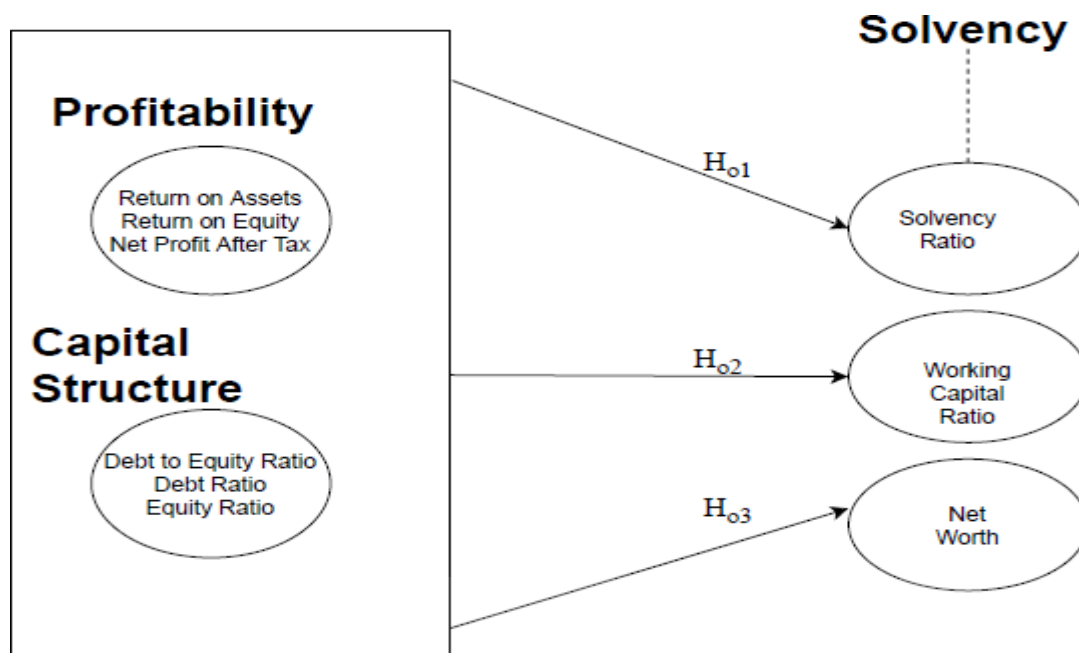 Solvency
Profitability
Return on Assets
Return on Equity
Net Profit After Tax
Capital
Structure
Debt to Equity Ratio
Debt Ratio
Equity Ratio
Ho1
Ho2
Ho3
Solvency
Ratio
Working
Capital
Ratio
Net
Worth